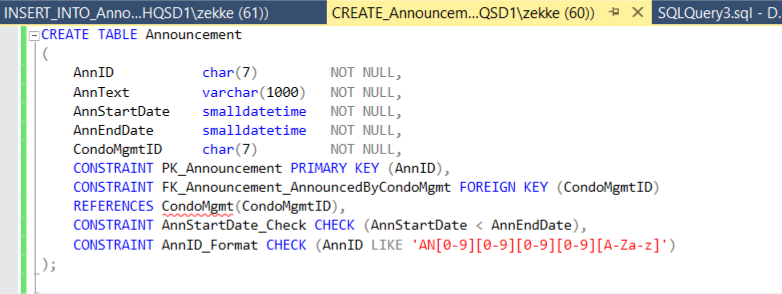 INSERT_INTO_Anno...HQSD1\zekke (61)) CREATE_Announcem...QSD1\zekke (60)) SQLQuery3.sql - D.
CREATE TABLE Announcement
(
AnnID char(7) NOT NULL,
AnnText varchar(1000) NOT NULL,
AnnStartDate smalldatetime NOT NULL,
AnnEndDate smalldatetime NOT NULL,
CondoMgmtID char(7) NOT NULL,
CONSTRAINT PK_Announcement PRIMARY KEY (AnnID),
CONSTRAINT FK_Announcement_AnnouncedByCondoMgmt FOREIGN KEY (CondoMgmtID)
REFERENCES CondoMgmt(CondoMgmtID),
CONSTRAINT AnnStartDate_Check CHECK (AnnStartDate < AnnEndDate),
CONSTRAINT AnnID_Format CHECK (AnnID LIKE 'AN[0-9][0-9][0-9][0-9][A-Za-z]')
);